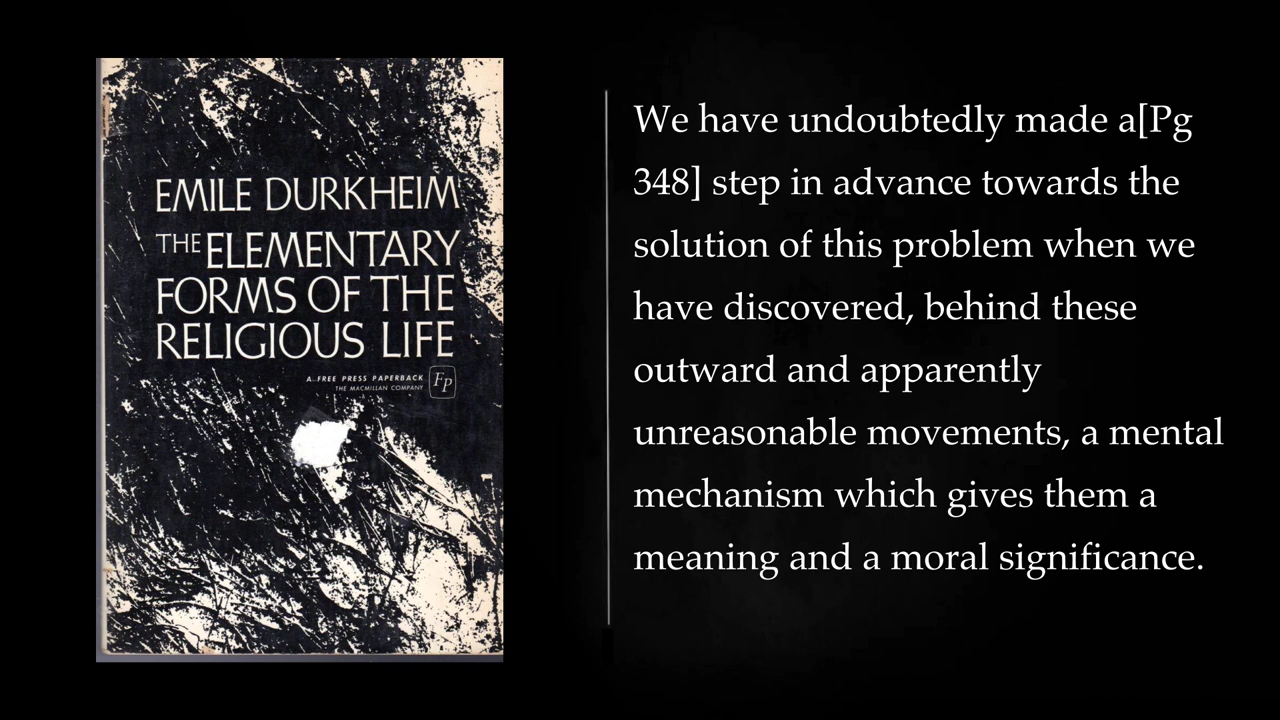 EMILE DURKHEIM
THE ELEMENTARY
FORMS OF THE
RELIGIOUS LIFE
A FREE PRESS PAPERBACK
THE MACMILLAN COMPANY
FP
We have undoubtedly made a[Pg
348] step in advance towards the
solution of this problem when we
have discovered, behind these
outward and apparently
unreasonable movements, a mental
mechanism which gives them a
meaning and a moral significance.